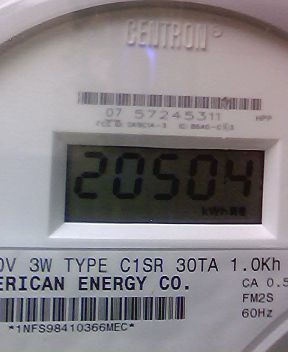 CENTRON®
07 57245311
HPP
20504
kWh
0V 3W TYPE C1SR 30TA 1.0Kh
ERICAN ENERGY CO.
CA 0.5
FM2S
60Hz
*1NFS98410366MEC*